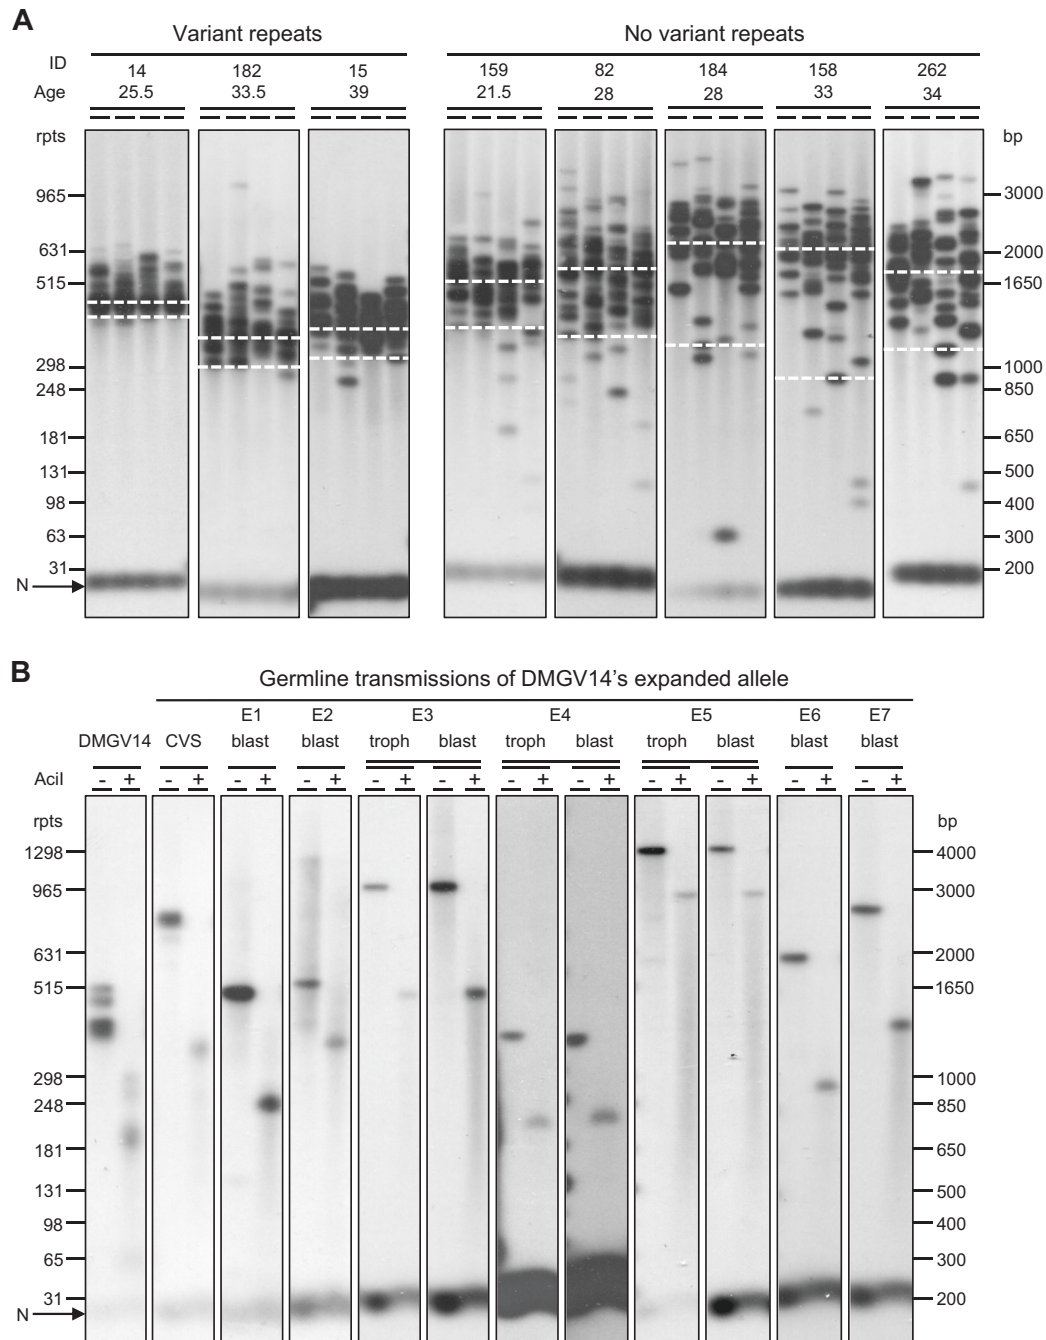 A
Variant repeats
No variant repeats
ID 14 182 15 159 82 184 158 262
Age 25.5 33.5 39 21.5 28 28 33 34
rpts bp
965 3000
631 2000
515 1650
298 1000
248 850
181 650
131 500
98 400
63 300
31 200
N
B
Germline transmissions of DMGV14's expanded allele
E1 E2 E3 E4 E5 E6 E7
DMGV14 CVS blast blast troph blast troph blast troph blast blast blast
AciI - + - + - + - + - + - + - + - + - + - + - + - +
rpts bp
1298 4000
965 3000
631 2000
515 1650
298 1000
248 850
181 650
131 500
98 400
65 300
31 200
N